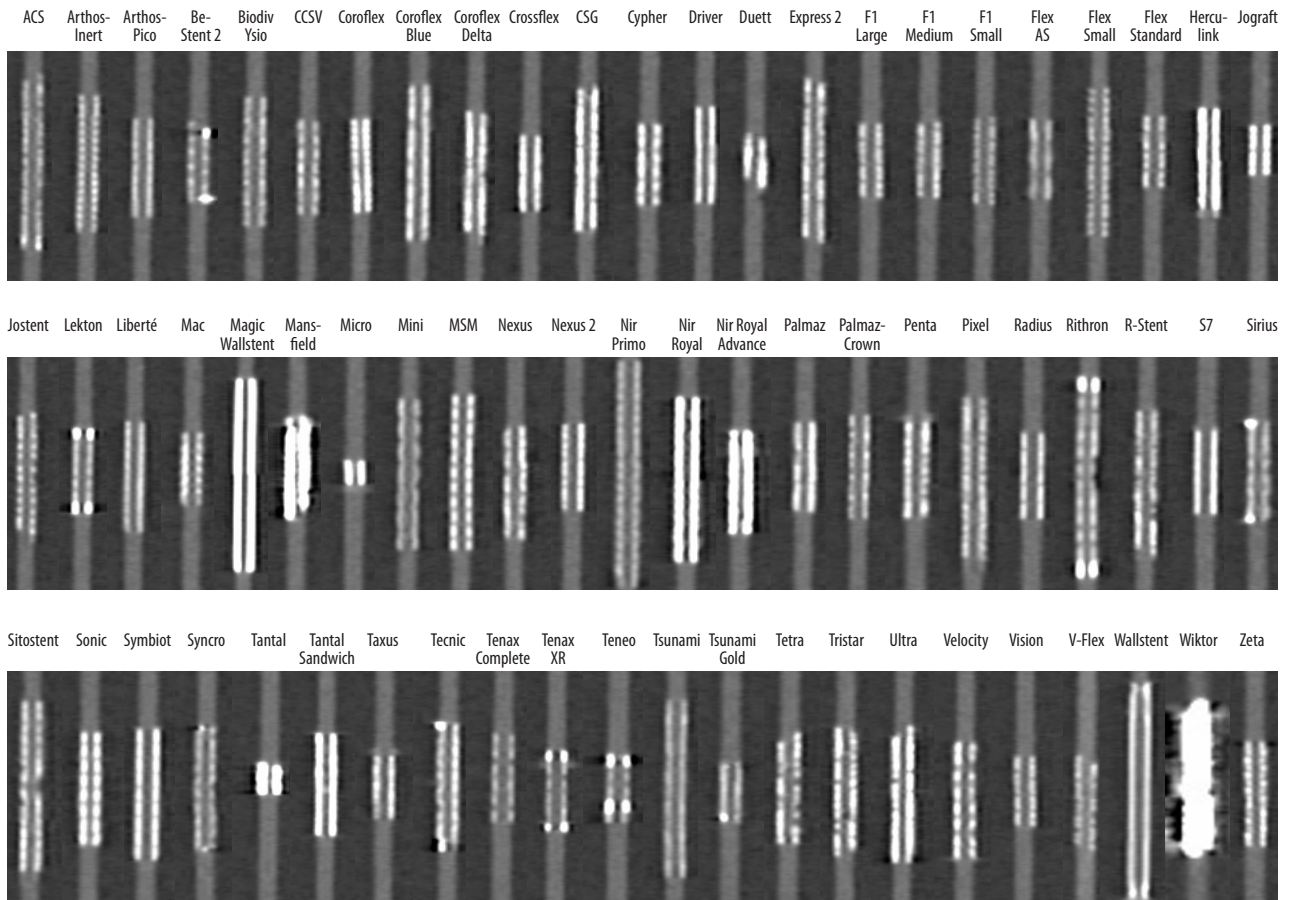 ACS Arthos- Arthos- Be- Biodiv CCSV Coroflex Coroflex Coroflex Crossflex CSG Cypher Driver Duett Express 2 F1 F1 F1 Flex Flex Flex Hercu- Jograft
Inert Pico Stent 2 Ysio Blue Delta Large Medium Small AS Small Standard link
Jostent Lekton Liberté Mac Magic Mans- Micro Mini MSM Nexus Nexus 2 Nir Nir Nir Royal Palmaz Palmaz- Penta Pixel Radius Rithron R-Stent S7 Sirius
Wallstent field Primo Royal Advance Crown
Sitostent Sonic Symbiot Syncro Tantal Tantal Taxus Tecnic Tenax Tenax Teneo Tsunami Tsunami Tetra Tristar Ultra Velocity Vision V-Flex Wallstent Wiktor Zeta
Sandwich Complete XR Gold